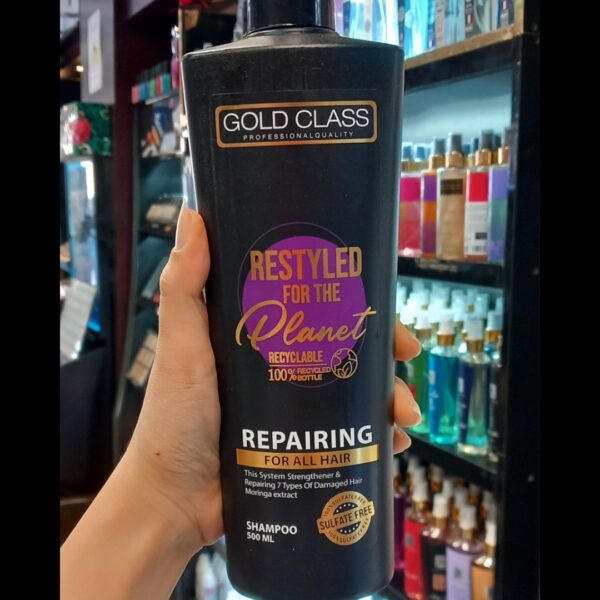 GOLD CLASS
PROFESSIONALQUALITY
RESTYLED
FOR THE
Planet
RECYCLABLE
100% RECYCLED
BOTTLE
REPAIRING
FOR ALL HAIR
This System Strengthener &
Repairing 7 Types Of Damaged Hair
Moringa extract
SHAMPOO
500 ML
SULFATE FREE